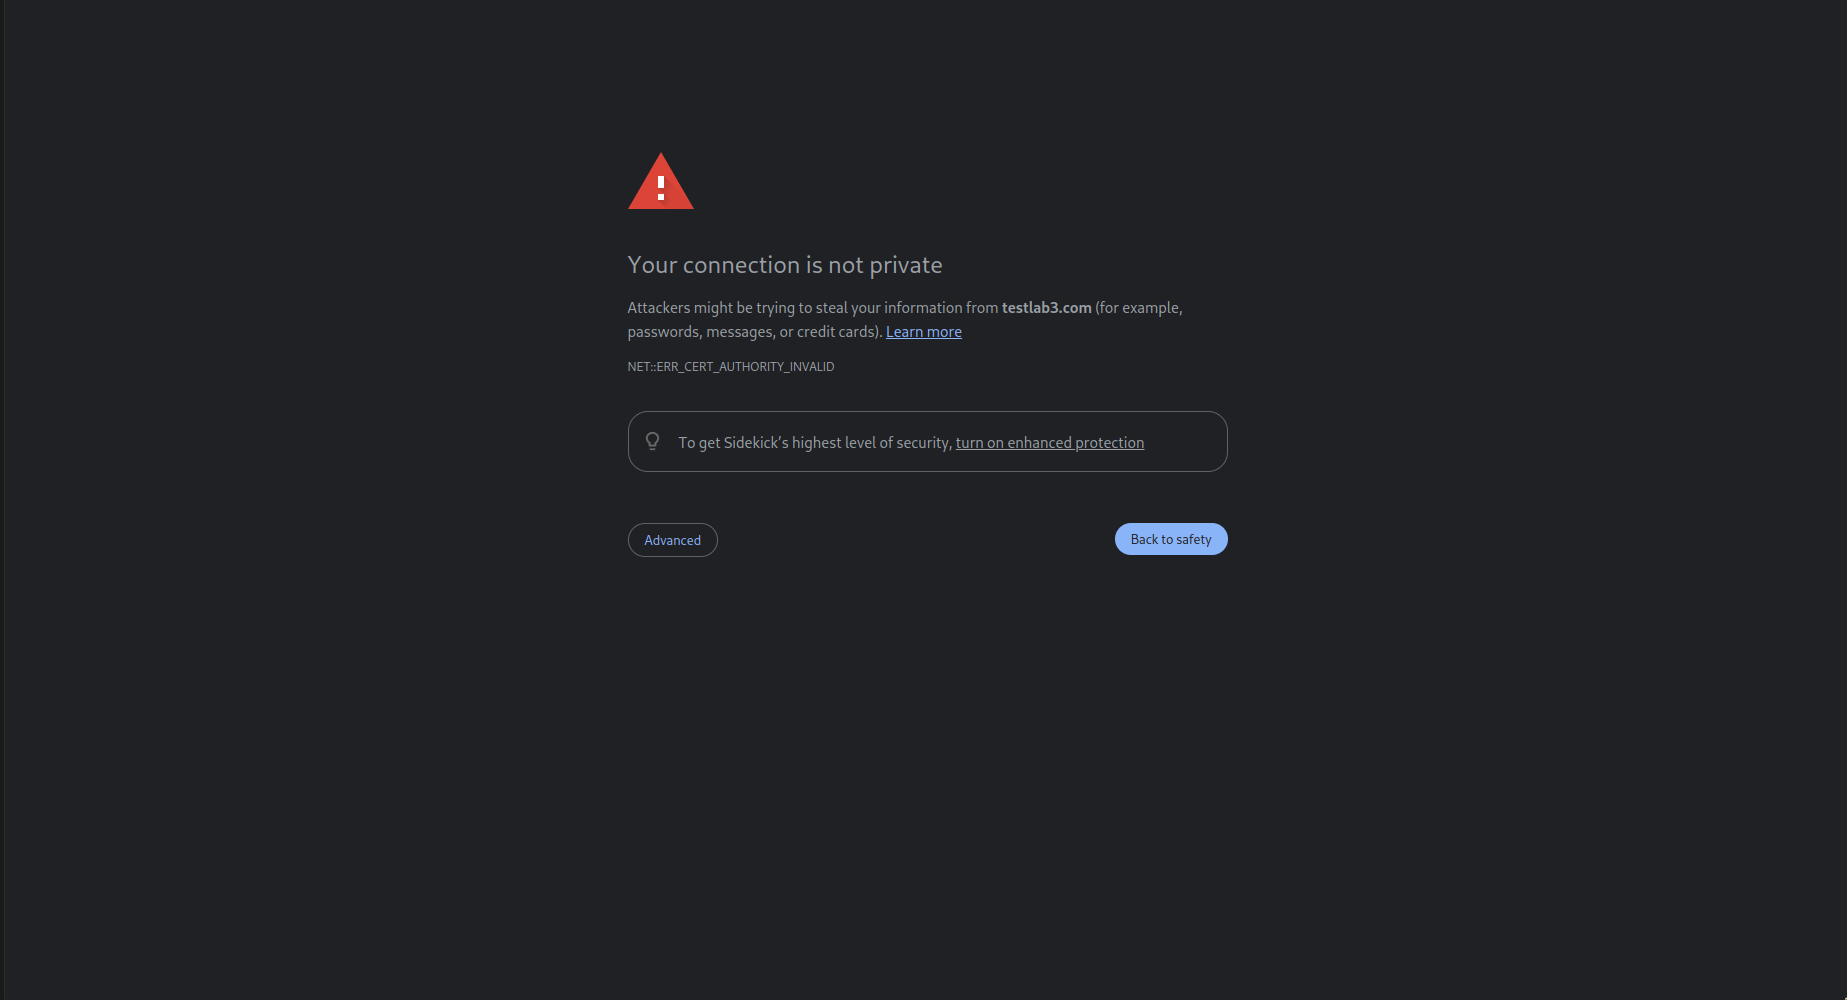 Your connection is not private
Attackers might be trying to steal your information from testlab3.com (for example,
passwords, messages, or credit cards). Learn more
NET::ERR_CERT_AUTHORITY_INVALID
To get Sidekick’s highest level of security, turn on enhanced protection
Advanced
Back to safety